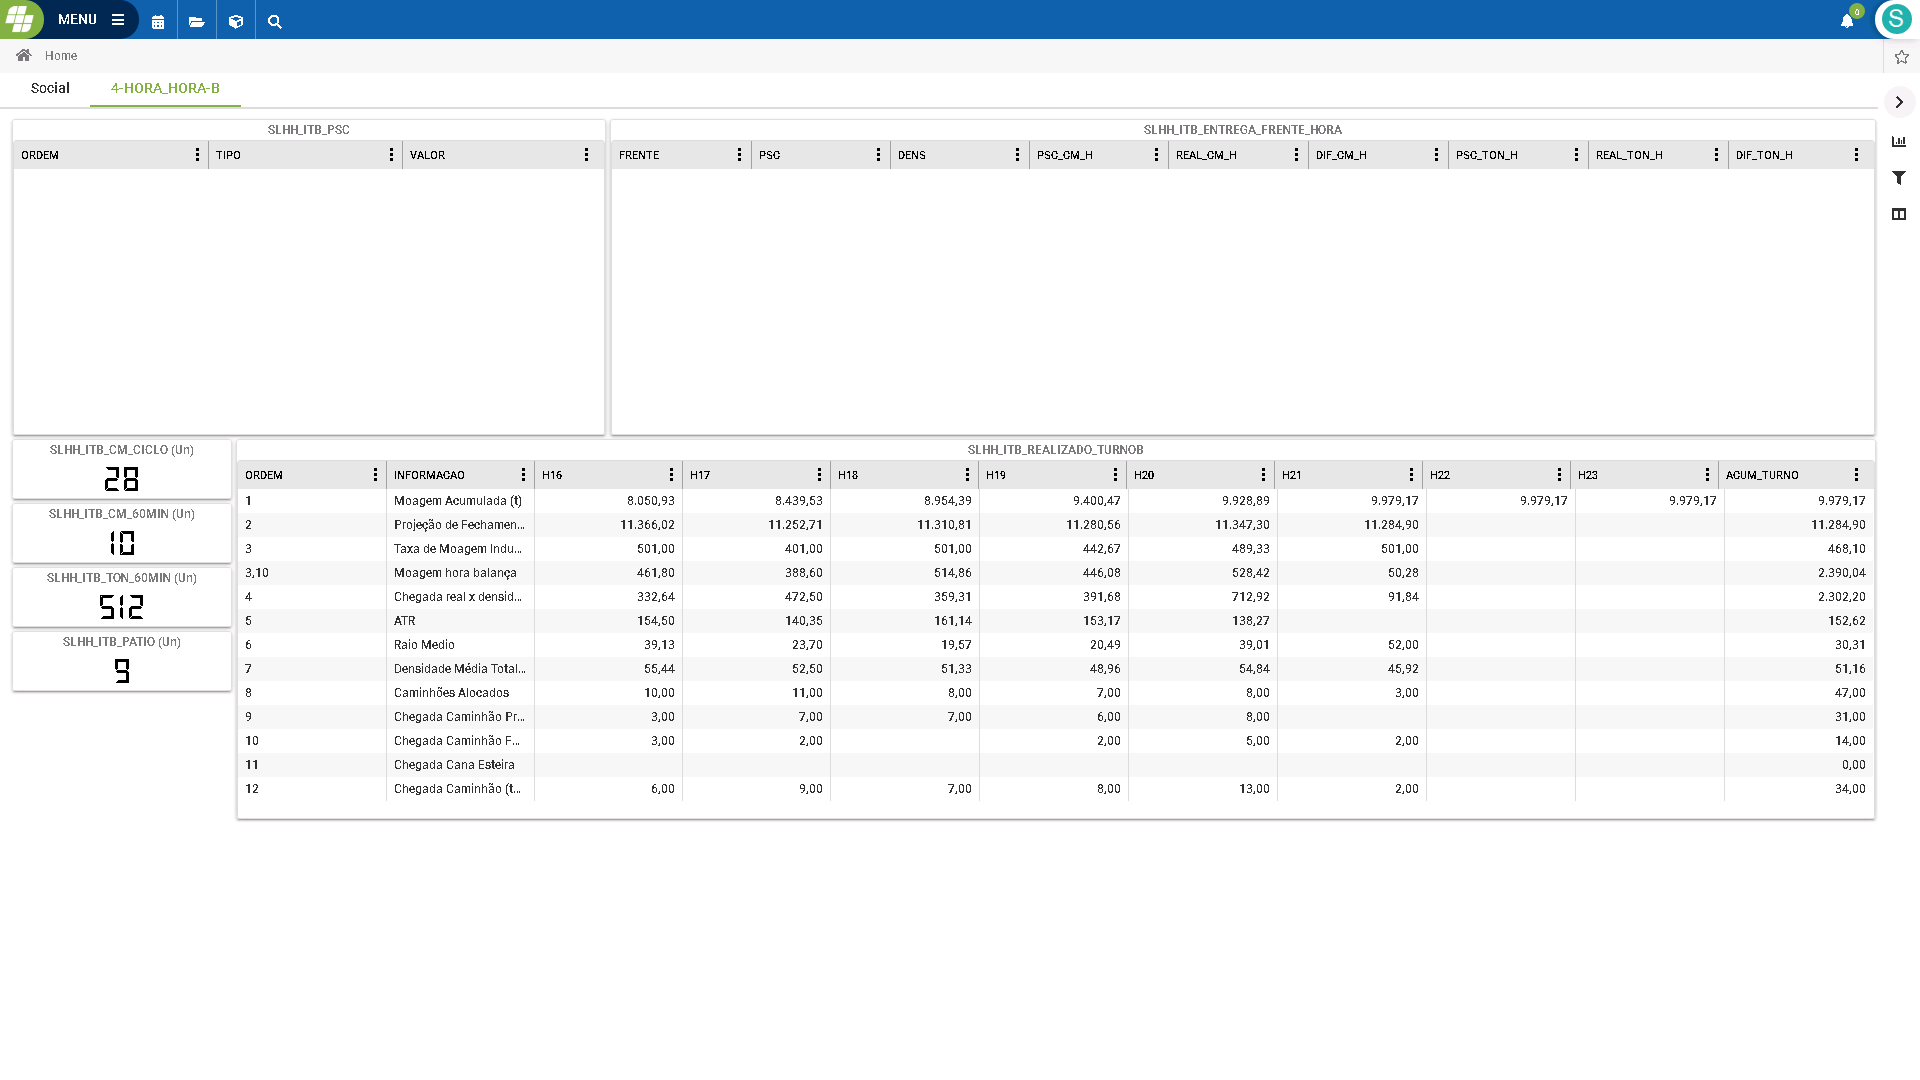 MENU
0
S
Home
Social 4-HORA_HORA-B
SLHH_ITB_PSC
ORDEM TIPO VALOR
SLHH_ITB_ENTREGA_FRENTE_HORA
FRENTE PSC DENS PSC_CM_H REAL_CM_H DIF_CM_H PSC_TON_H REAL_TON_H DIF_TON_H
SLHH_ITB_CM_CICLO (Un)
28
SLHH_ITB_CM_60MIN (Un)
10
SLHH_ITB_TON_60MIN (Un)
512
SLHH_ITB_PATIO (Un)
9
SLHH_ITB_REALIZADO_TURNOB
ORDEM INFORMACAO H16 H17 H18 H19 H20 H21 H22 H23 ACUM_TURNO
1 Moagem Acumulada (t) 8.050,93 8.439,53 8.954,39 9.400,47 9.928,89 9.979,17 9.979,17 9.979,17 9.979,17
2 Projeção de Fechamen... 11.366,02 11.252,71 11.310,81 11.280,56 11.347,30 11.284,90 11.284,90
3 Taxa de Moagem Indu... 501,00 401,00 501,00 442,67 489,33 501,00 468,10
3,10 Moagem hora balança 461,80 388,60 514,86 446,08 528,42 50,28 2.390,04
4 Chegada real x densid... 332,64 472,50 359,31 391,68 712,92 91,84 2.302,20
5 ATR 154,50 140,35 161,14 153,17 138,27 152,62
6 Raio Medio 39,13 23,70 19,57 20,49 39,01 52,00 30,31
7 Densidade Média Total... 55,44 52,50 51,33 48,96 54,84 45,92 51,16
8 Caminhões Alocados 10,00 11,00 8,00 7,00 8,00 3,00 47,00
9 Chegada Caminhão Pr... 3,00 7,00 7,00 6,00 8,00 31,00
10 Chegada Caminhão F... 3,00 2,00 2,00 5,00 2,00 14,00
11 Chegada Cana Esteira 0,00
12 Chegada Caminhão (t... 6,00 9,00 7,00 8,00 13,00 2,00 34,00